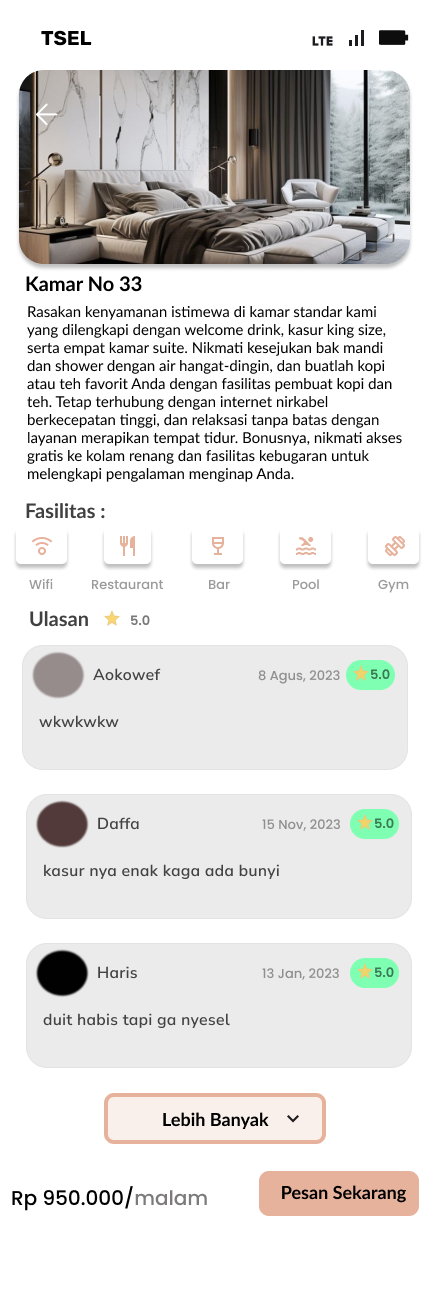 TSEL
LTE
Kamar No 33
Rasakan kenyamanan istimewa di kamar standar kami
yang dilengkapi dengan welcome drink, kasur king size,
serta empat kamar suite. Nikmati kesejukan bak mandi
dan shower dengan air hangat-dingin, dan buatlah kopi
atau teh favorit Anda dengan fasilitas pembuat kopi dan
teh. Tetap terhubung dengan internet nirkabel
berkecepatan tinggi, dan relaksasi tanpa batas dengan
layanan merapikan tempat tidur. Bonusnya, nikmati akses
gratis ke kolam renang dan fasilitas kebugaran untuk
melengkapi pengalaman menginap Anda.
Fasilitas :
Wifi Restaurant Bar Pool Gym
Ulasan 5.0
Aokowef 8 Agus, 2023 5.0
wkwkwkw
Daffa 15 Nov, 2023 5.0
kasur nya enak kaga ada bunyi
Haris 13 Jan, 2023 5.0
duit habis tapi ga nyesel
Lebih Banyak
Rp 950.000/malam Pesan Sekarang